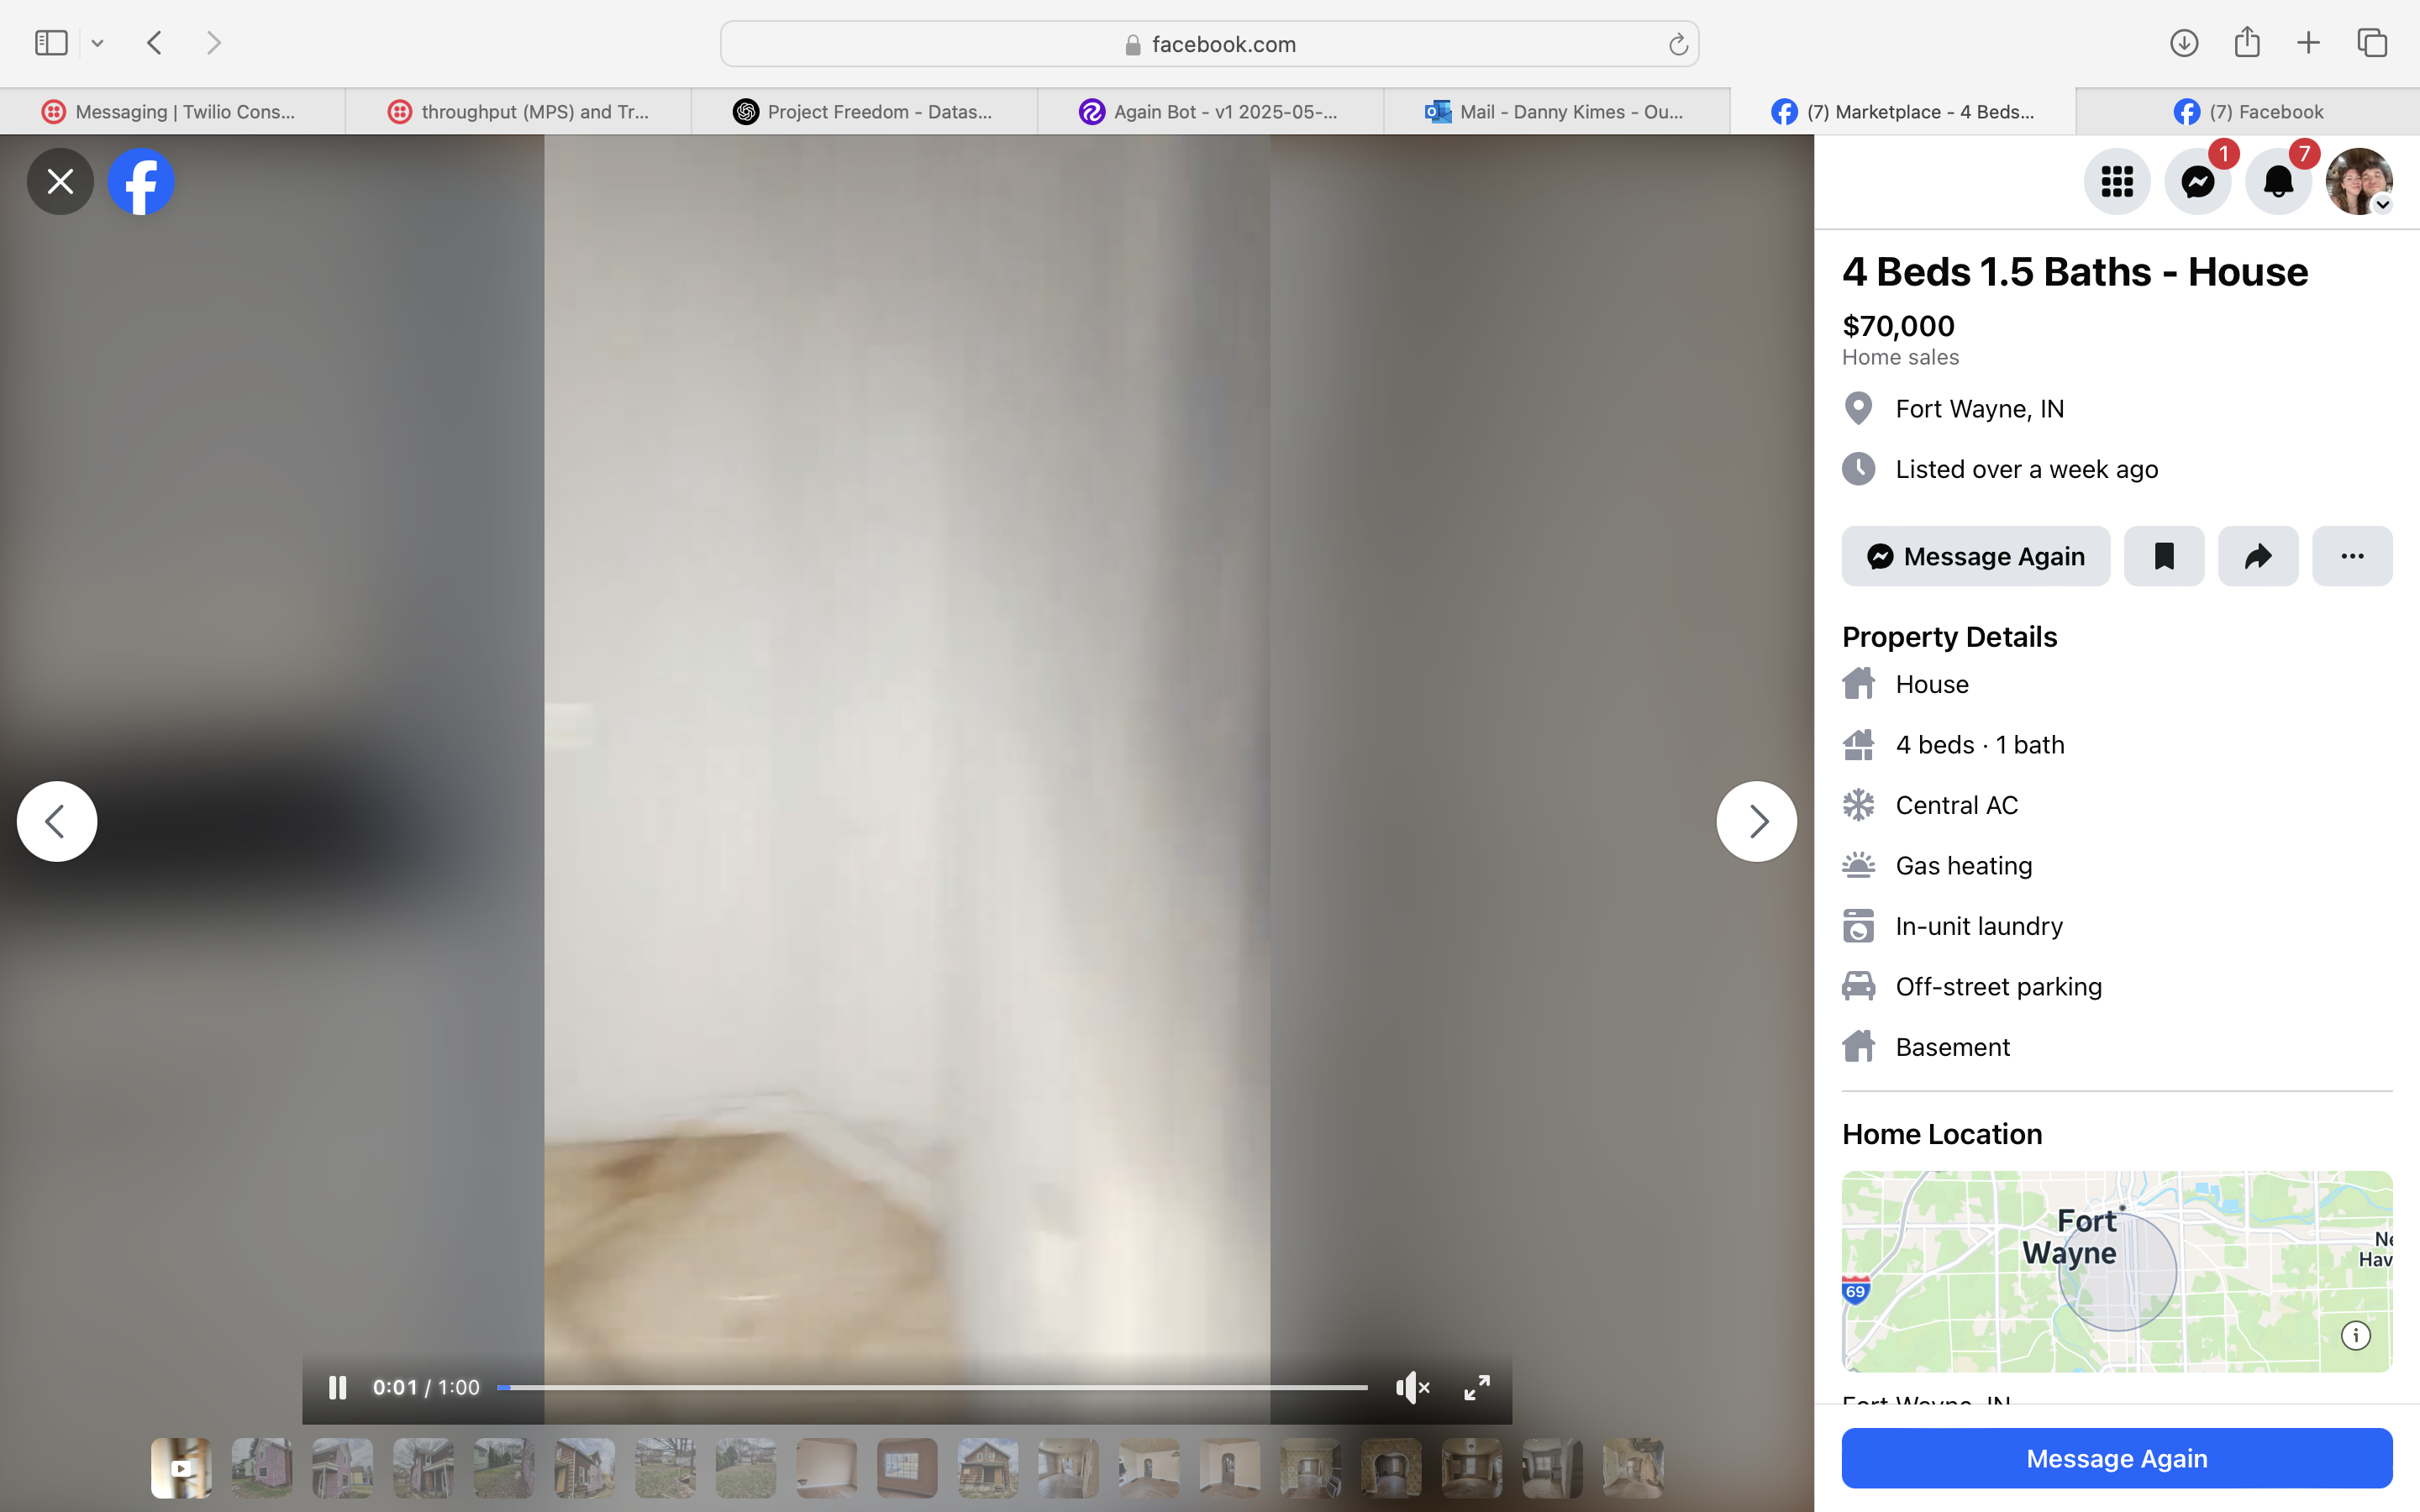 facebook.com
Messaging | Twilio Cons...
throughput (MPS) and Tr...
Project Freedom - Datas...
Again Bot - v1 2025-05-...
Mail - Danny Kimes - Ou...
(7) Marketplace - 4 Beds...
(7) Facebook
1
7
4 Beds 1.5 Baths - House
$70,000
Home sales
Fort Wayne, IN
Listed over a week ago
Message Again
Property Details
House
4 beds · 1 bath
Central AC
Gas heating
In-unit laundry
Off-street parking
Basement
Home Location
Fort
Wayne
Ne
Hav
69
Fort Wayne, IN
0:01 / 1:00
Message Again